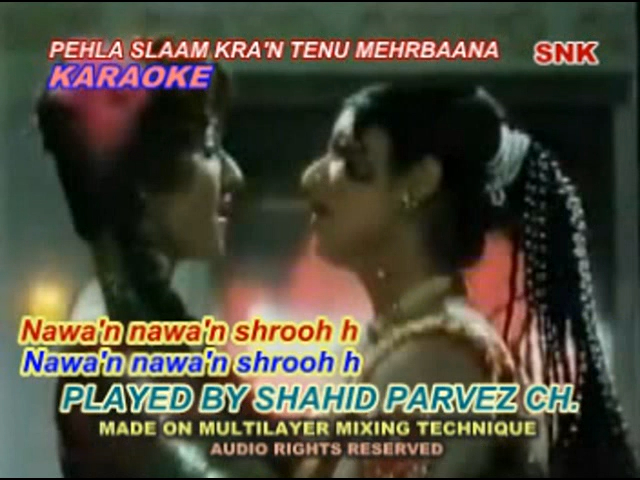 PEHLA SLAAM KRA'N TENU MEHRBAANA
SNK
KARAOKE
Nawa'n nawa'n shrooh h
Nawa'n nawa'n shrooh h
PLAYED BY SHAHID PARVEZ CH.
MADE ON MULTILAYER MIXING TECHNIQUE
AUDIO RIGHTS RESERVED